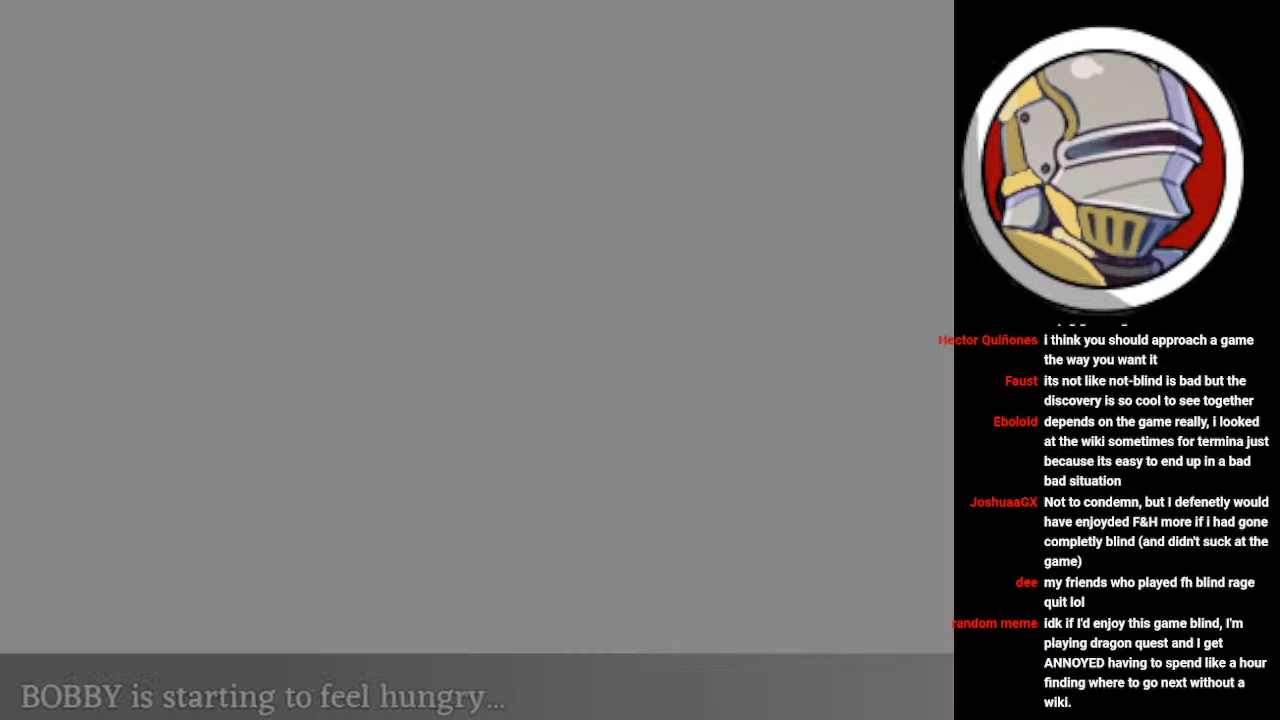 Hector Quiñones i think you should approach a game
the way you want it
Faust its not like not-blind is bad but the
discovery is so cool to see together
Eboloid depends on the game really, i looked
at the wiki sometimes for termina just
because its easy to end up in a bad
bad situation
JoshuaaGX Not to condemn, but I defenetly would
have enjoyded F&H more if i had gone
completly blind (and didn't suck at the
game)
dee my friends who played fh blind rage
quit lol
random meme idk if I'd enjoy this game blind, I'm
playing dragon quest and I get
ANNOYED having to spend like a hour
finding where to go next without a
wiki.
BOBBY is starting to feel hungry...